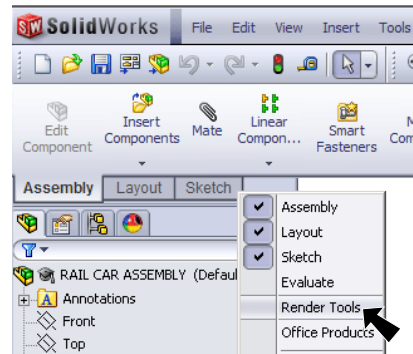 SW SolidWorks File Edit View Insert Tools
Edit Component
Insert Components
Mate
Linear Compon...
Smart Fasteners
Assembly Layout Sketch
Assembly
Layout
Sketch
Evaluate
Render Tools
Office Products
RAIL CAR ASSEMBLY (Defaul
A Annotations
Front
Top